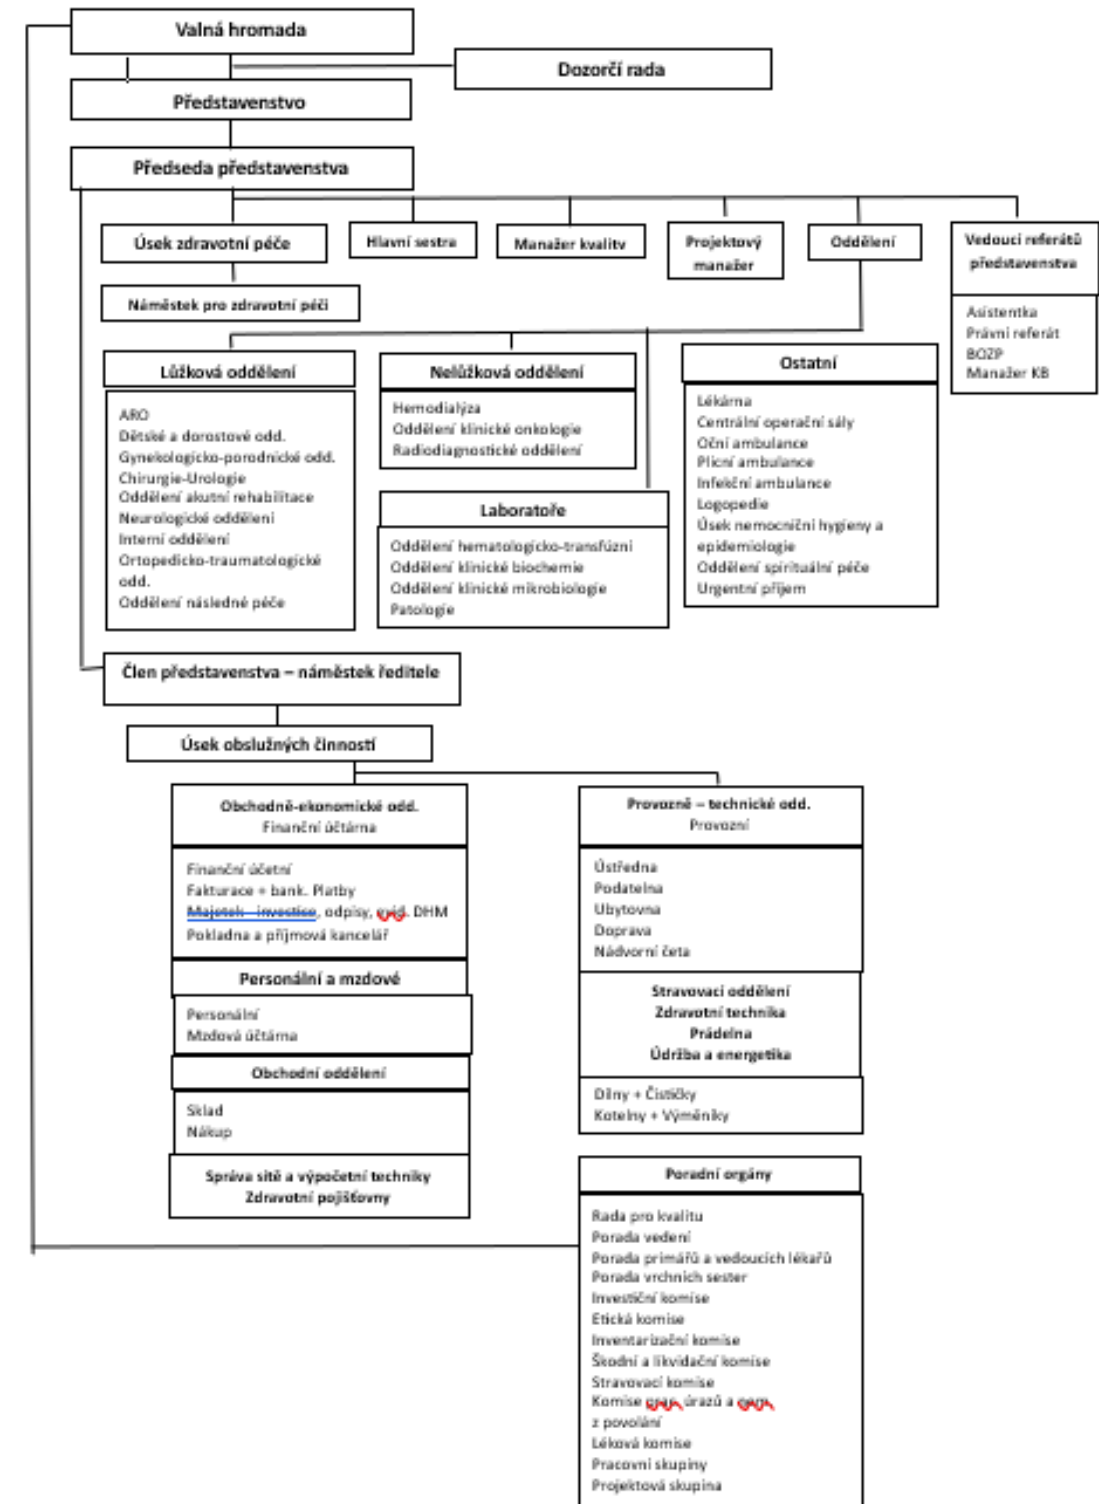 Valná hromada
Dozorčí rada
Představenstvo
Předseda představenstva
Úsek zdravotní péče
Hlavní sestra
Manažer kvality
Projektový
manažer
Oddělení
Vedoucí referátů
představenstva
Asistentka
Právní referát
BOZP
Manažer KB
Náměstek pro zdravotní péči
Lůžková oddělení
ARO
Dětské a dorostové odd.
Gynekologicko-porodnické odd.
Chirurgie-Urologie
Oddělení akutní rehabilitace
Neurologické oddělení
Interní oddělení
Ortopedicko-traumatologické
odd.
Oddělení následné péče
Nelůžková oddělení
Hemodialýza
Oddělení klinické onkologie
Radiodiagnostické oddělení
Laboratoře
Oddělení hematologicko-transfúzní
Oddělení klinické biochemie
Oddělení klinické mikrobiologie
Patologie
Ostatní
Lékárna
Centrální operační sály
Oční ambulance
Plicní ambulance
Infekční ambulance
Logopedie
Úsek nemocniční hygieny a
epidemiologie
Oddělení spirituální péče
Urgentní příjem
Člen představenstva – náměstek ředitele
Úsek obslužných činností
Obchodně-ekonomické odd.
Finanční účtárna
Finanční účetní
Fakturace + bank. Platby
Majetek - investice, odpisy, evid. DHM
Pokladna a příjmová kancelář
Personální a mzdové
Personální
Mzdová účtárna
Obchodní oddělení
Sklad
Nákup
Správa sítě a výpočetní techniky
Zdravotní pojišťovny
Provozně – technické odd.
Provozní
Ústředna
Podatelna
Ubytovna
Doprava
Nádvorní četa
Stravovací oddělení
Zdravotní technika
Prádelna
Údržba a energetika
Dílny + Čističky
Kotelny + Výměníky
Poradní orgány
Rada pro kvalitu
Porada vedení
Porada primářů a vedoucích lékařů
Porada vrchních sester
Investiční komise
Etická komise
Inventarizační komise
Škodní a likvidační komise
Stravovací komise
Komise prac. úrazů a nem.
z povolání
Léková komise
Pracovní skupiny
Projektová skupina